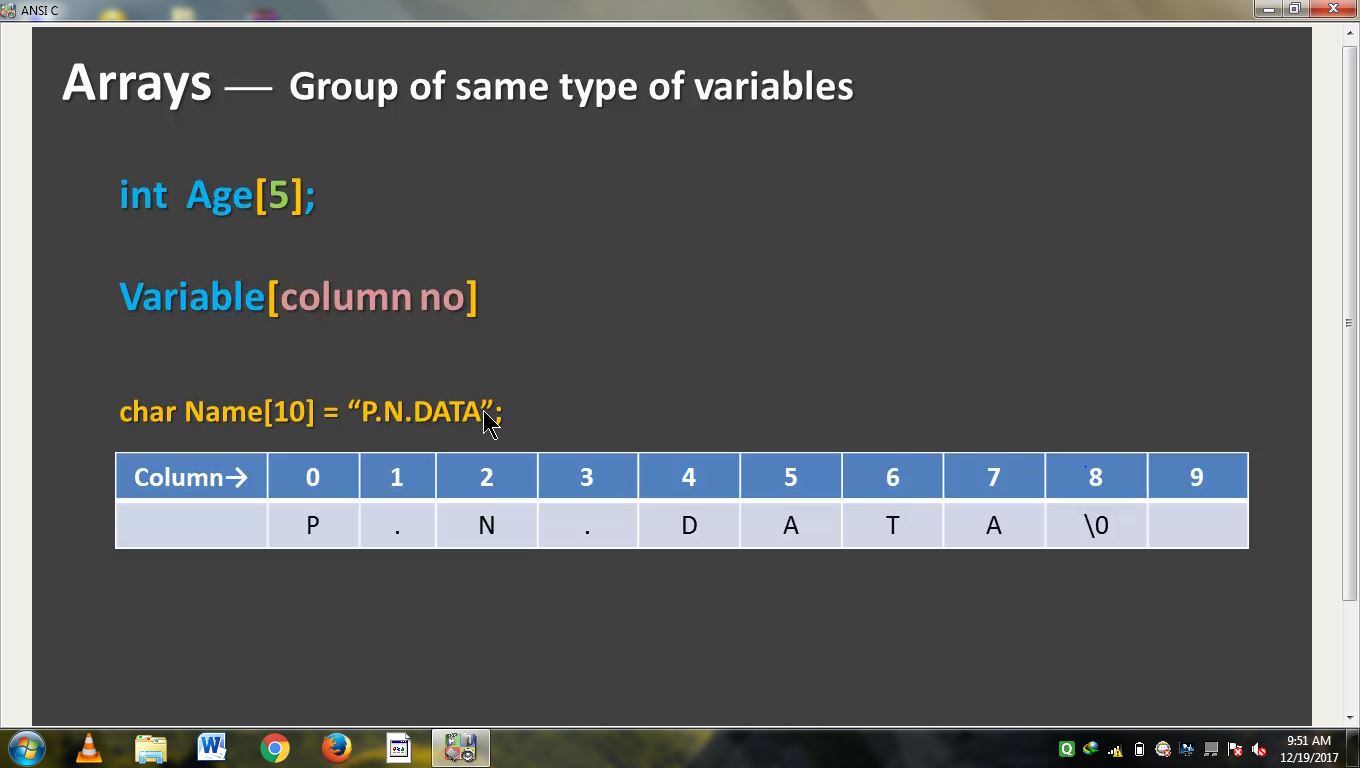 ANSI C
Arrays — Group of same type of variables
int Age[5];
Variable[column no]
char Name[10] = “P.N.DATA”;
Column→ 0 1 2 3 4 5 6 7 8 9
P . N . D A T A \0
9:51 AM
12/19/2017